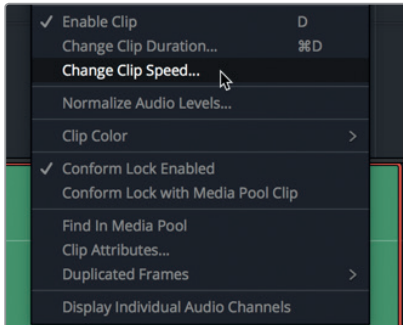 ✓ Enable Clip D
Change Clip Duration... ⌘D
Change Clip Speed...
Normalize Audio Levels...
Clip Color >
✓ Conform Lock Enabled
Conform Lock with Media Pool Clip
Find In Media Pool
Clip Attributes...
Duplicated Frames >
Display Individual Audio Channels